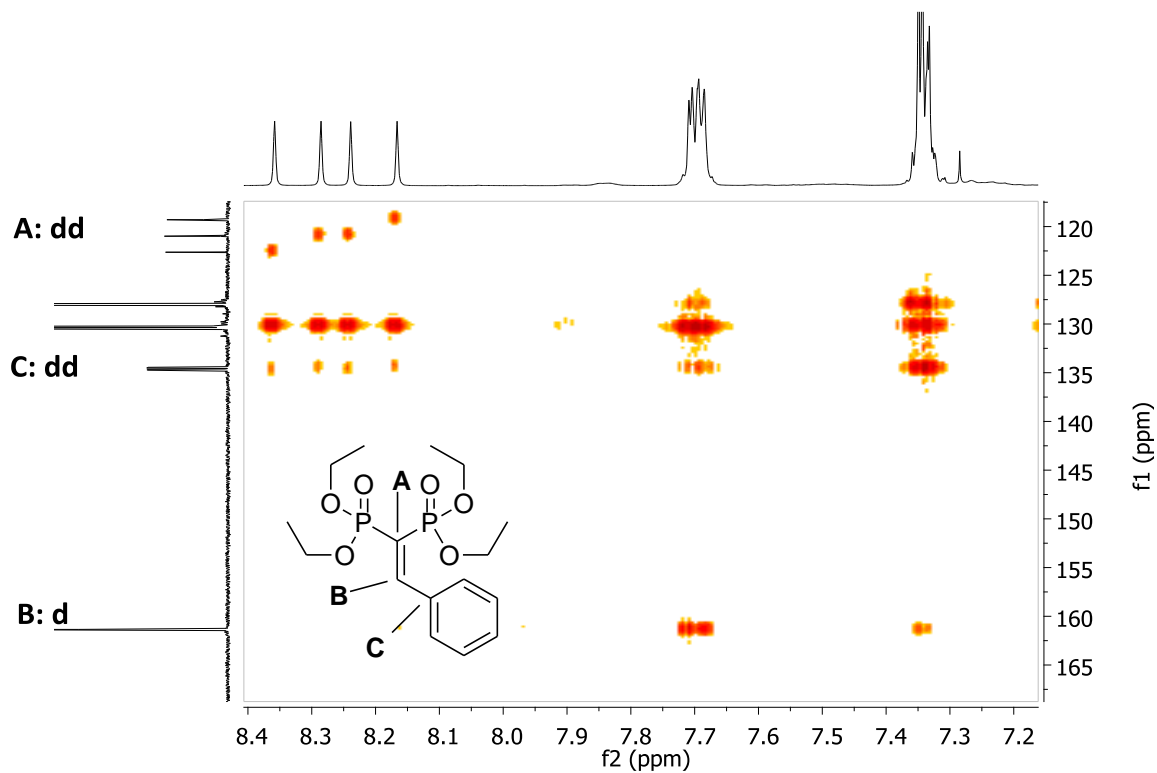 A: dd
C: dd
B: d
120
125
130
135
140
145
150
155
160
165
f1 (ppm)
O A O
O P P O
O O
B
C
8.4 8.3 8.2 8.1 8.0 7.9 7.8 7.7 7.6 7.5 7.4 7.3 7.2
f2 (ppm)